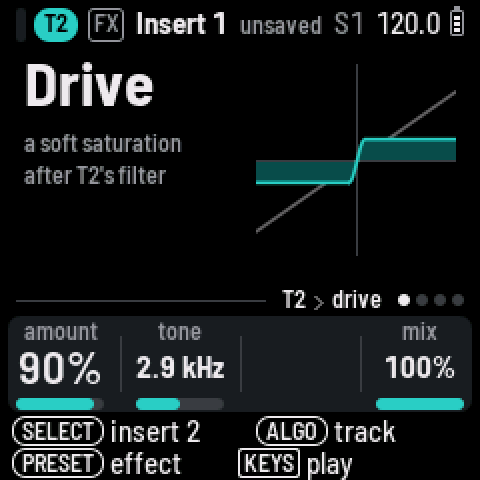 T2 FX Insert 1 unsaved S1 120.0
Drive
a soft saturation
after T2's filter
T2 > drive
amount tone mix
90% 2.9 kHz 100%
SELECT insert 2 ALGO track
PRESET effect KEYS play